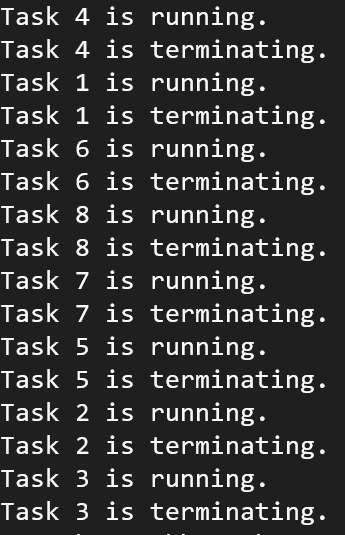 Task 4 is running.
Task 4 is terminating.
Task 1 is running.
Task 1 is terminating.
Task 6 is running.
Task 6 is terminating.
Task 8 is running.
Task 8 is terminating.
Task 7 is running.
Task 7 is terminating.
Task 5 is running.
Task 5 is terminating.
Task 2 is running.
Task 2 is terminating.
Task 3 is running.
Task 3 is terminating.